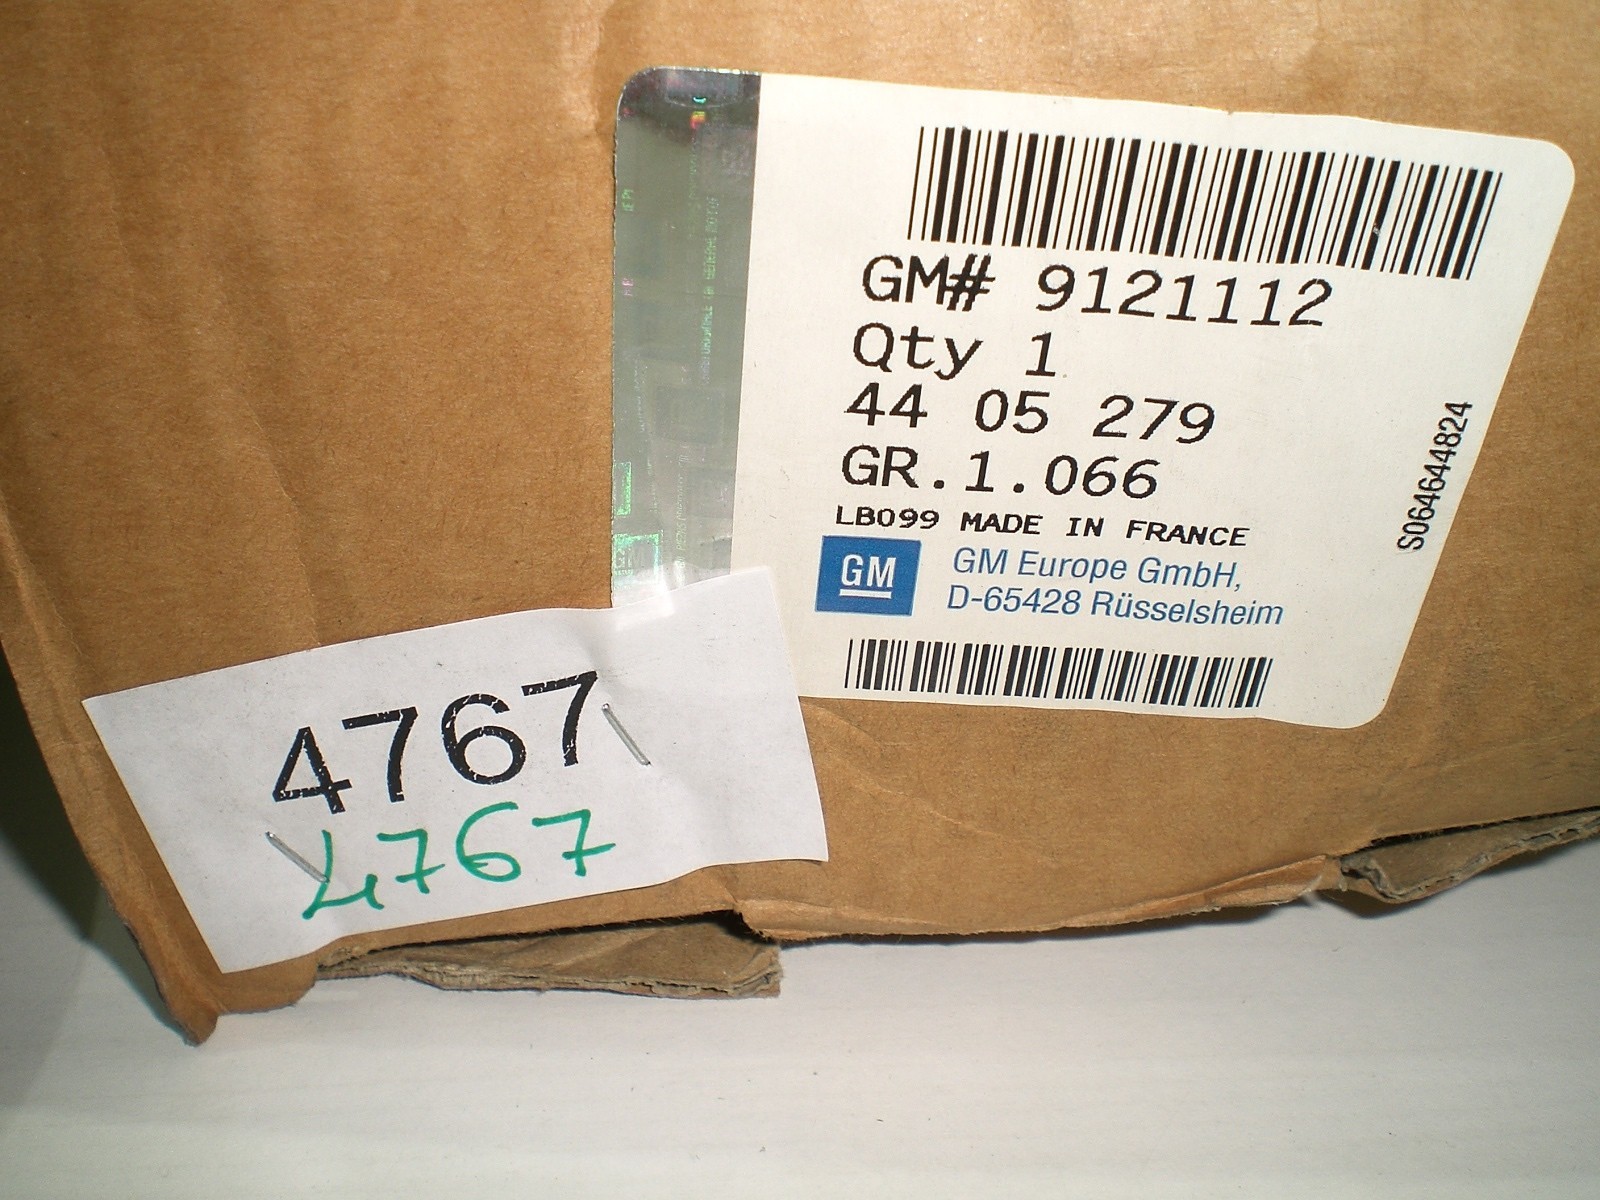 GM# 9121112
Qty 1
44 05 279
GR.1.066
LB099 MADE IN FRANCE
GM
GM Europe GmbH,
D-65428 Rüsselsheim
S064644824
4767
4767